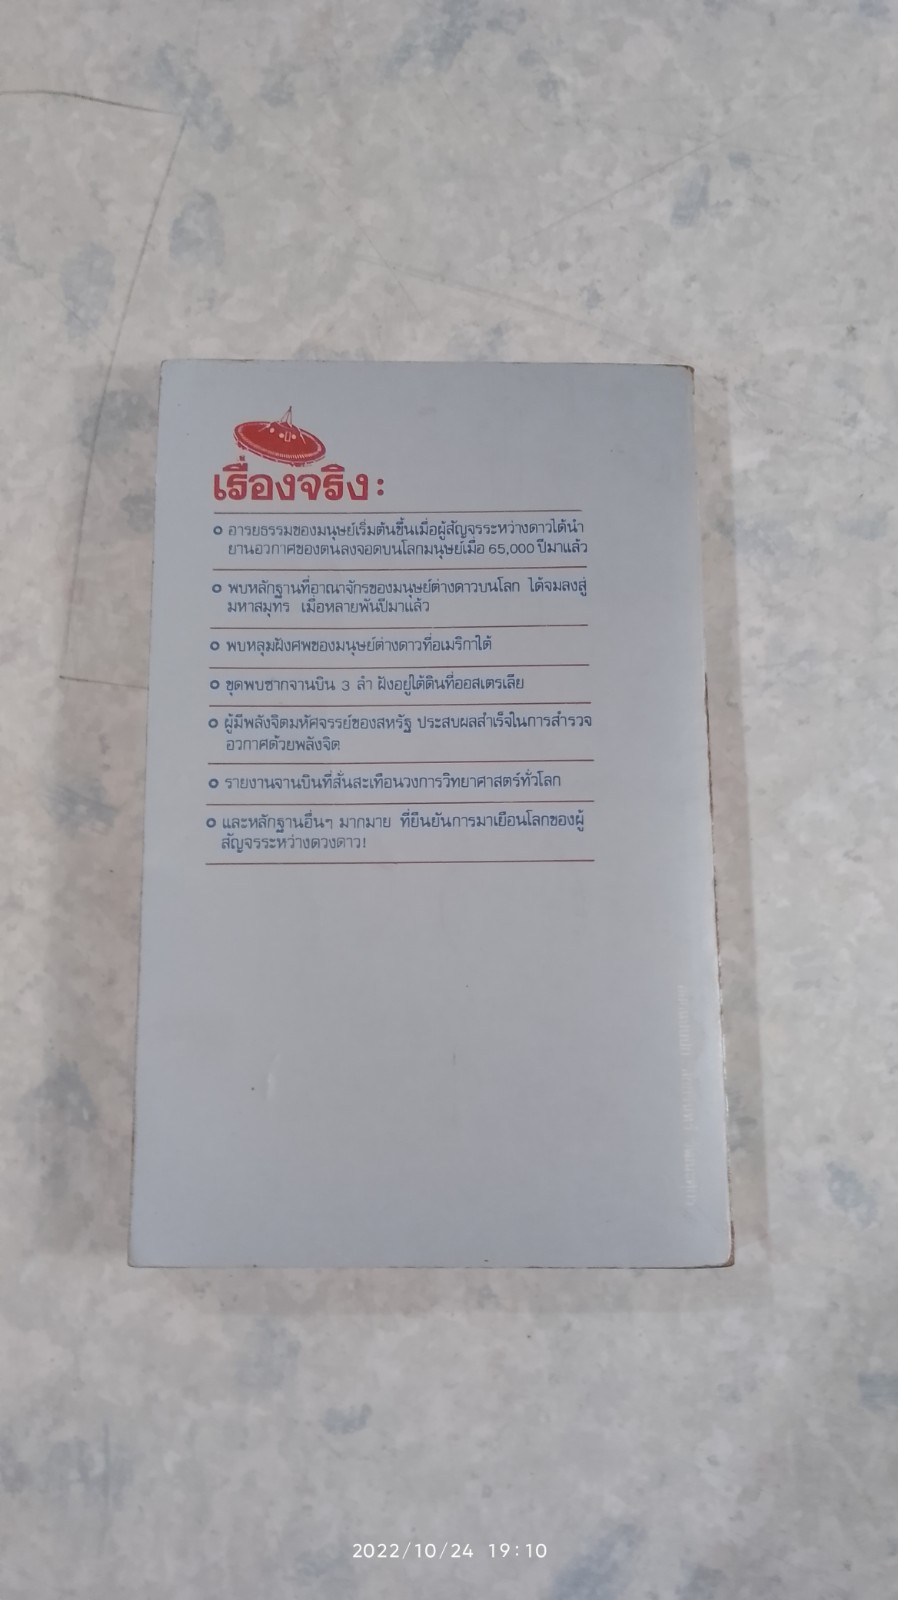 เรื่องจริง :
อารยธรรมของมนุษย์เริ่มต้นขึ้นเมื่อผู้สัญจรระหว่างดาวได้นำ
ยานอวกาศของตนลงจอดบนโลกมนุษย์เมื่อ 65,000 ปีมาแล้ว
พบหลักฐานที่อาณาจักรของมนุษย์ต่างดาวบนโลก ได้จมลงสู่
มหาสมุทร เมื่อหลายพันปีมาแล้ว
พบหลุมฝังศพของมนุษย์ต่างดาวที่อเมริกาใต้
ขุดพบซากจานบิน 3 ลำ ฝังอยู่ใต้ดินที่ออสเตรเลีย
ผู้มีพลังจิตมหัศจรรย์ของสหรัฐ ประสบผลสำเร็จในการสำรวจ
อวกาศด้วยพลังจิต
รายงานจานบินที่สั่นสะเทือนวงการวิทยาศาสตร์ทั่วโลก
และหลักฐานอื่นๆ มากมาย ที่ยืนยันการมาเยือนโลกของผู้
สัญจรระหว่างดวงดาว!
2022/10/24 19:10